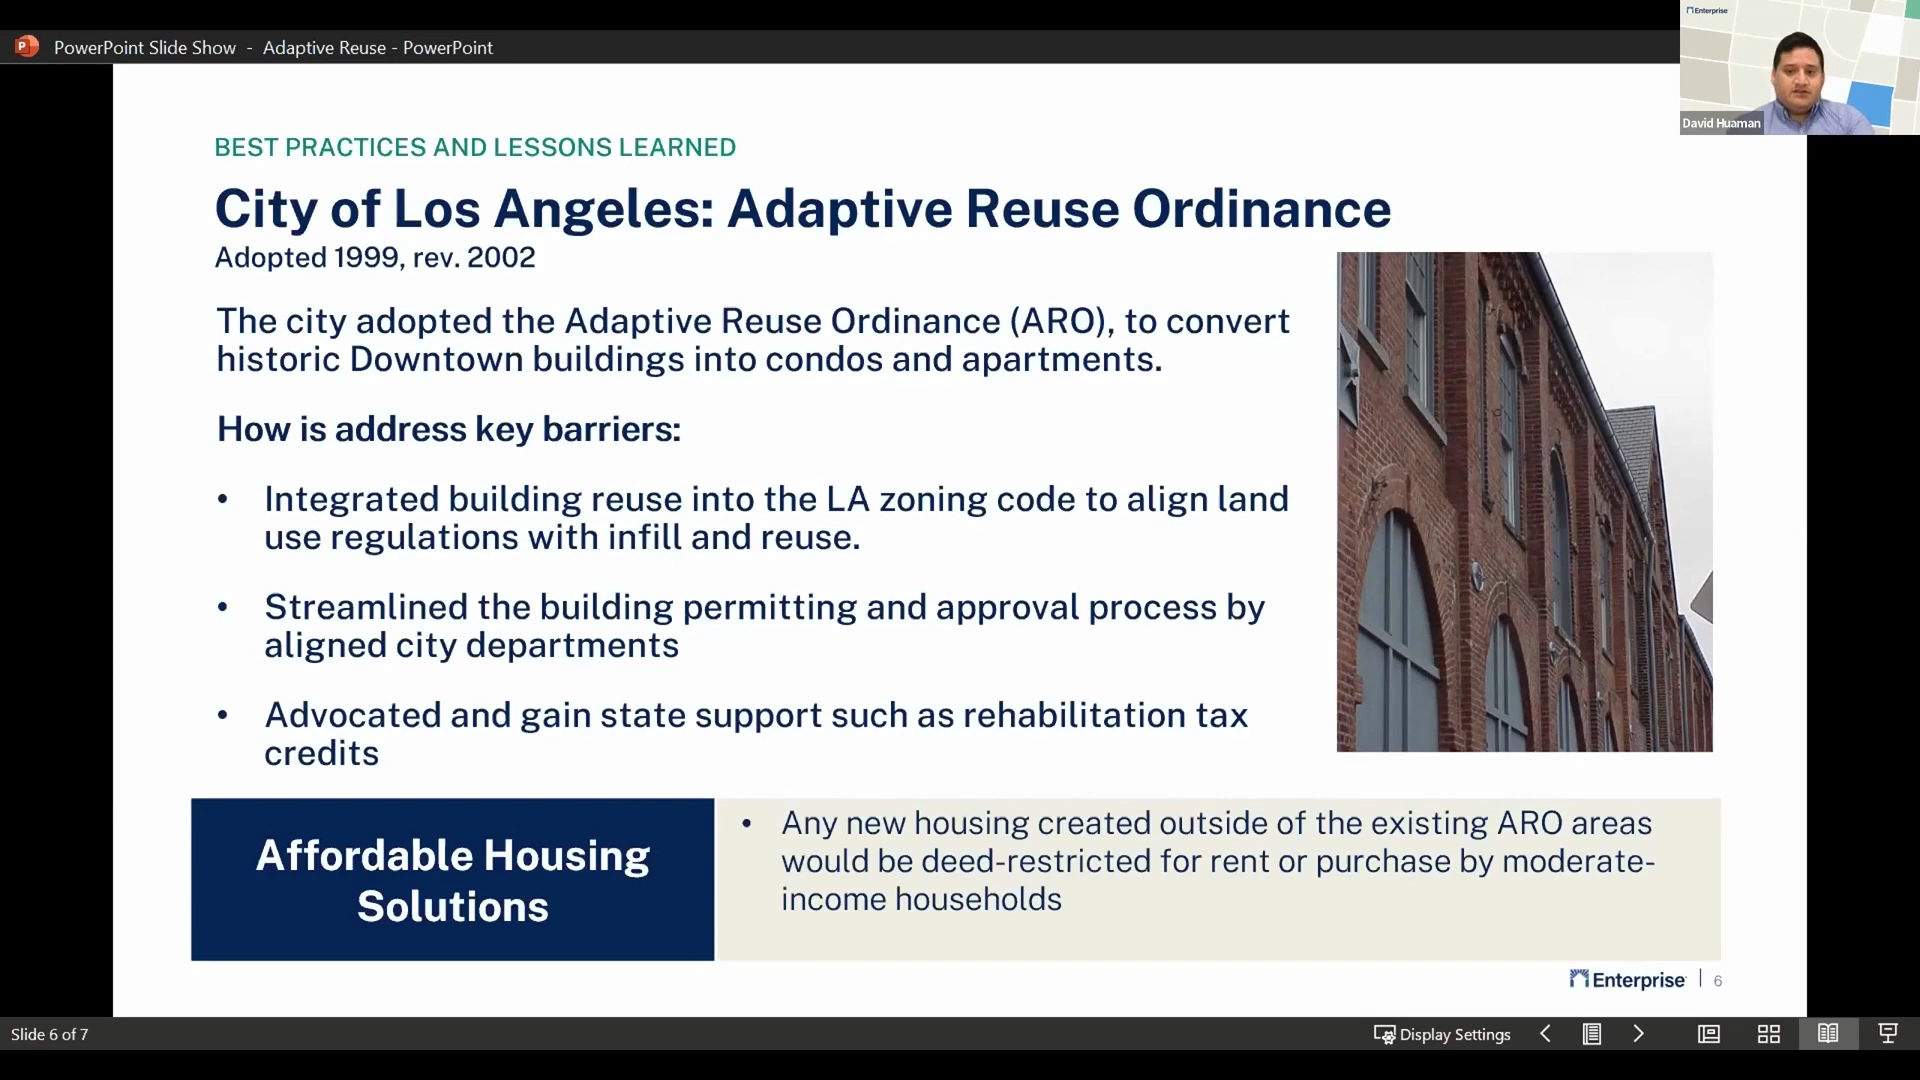 PowerPoint Slide Show - Adaptive Reuse - PowerPoint
Enterprise
David Huaman
BEST PRACTICES AND LESSONS LEARNED
City of Los Angeles: Adaptive Reuse Ordinance
Adopted 1999, rev. 2002
The city adopted the Adaptive Reuse Ordinance (ARO), to convert
historic Downtown buildings into condos and apartments.
How is address key barriers:
• Integrated building reuse into the LA zoning code to align land
use regulations with infill and reuse.
• Streamlined the building permitting and approval process by
aligned city departments
• Advocated and gain state support such as rehabilitation tax
credits
Affordable Housing
Solutions
• Any new housing created outside of the existing ARO areas
would be deed-restricted for rent or purchase by moderate-
income households
Enterprise | 6
Slide 6 of 7
Display Settings